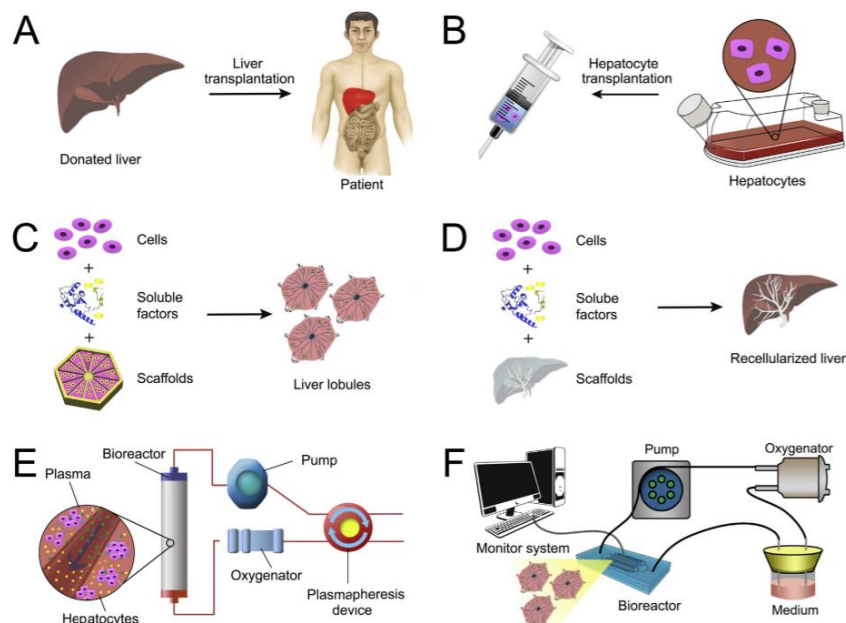 A
Liver
transplantation
Donated liver
Patient
B
Hepatocyte
transplantation
Hepatocytes
C
Cells
+
Soluble
factors
+
Scaffolds
Liver lobules
D
Cells
+
Solube
factors
+
Scaffolds
Recellularized liver
E
Bioreactor
Plasma
Pump
Hepatocytes
Oxygenator
Plasmapheresis
device
F
Pump
Oxygenator
Monitor system
Bioreactor
Medium